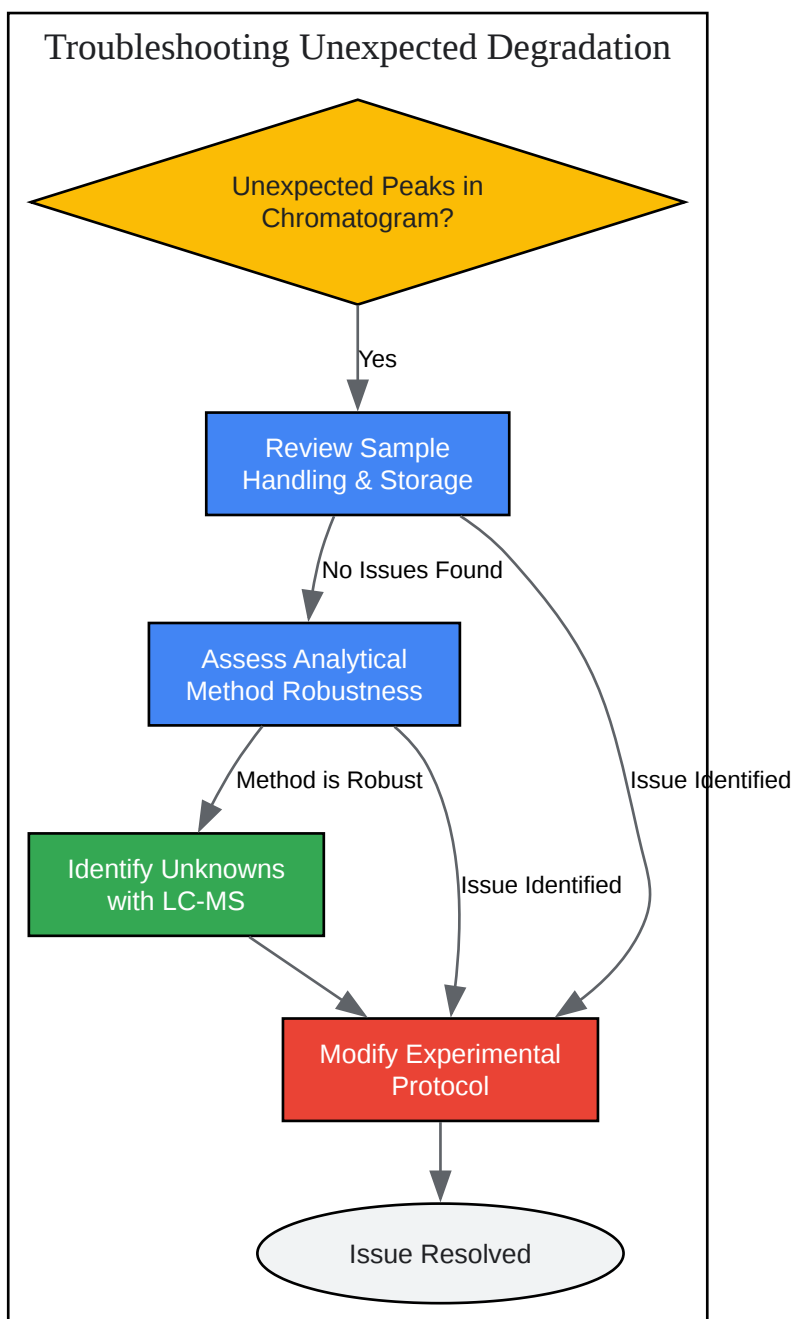 Troubleshooting Unexpected Degradation
Unexpected Peaks in
Chromatogram?
Yes
Review Sample
Handling & Storage
No Issues Found
Assess Analytical
Method Robustness
Method is Robust
Issue Identified
Identify Unknowns
with LC-MS
Issue Identified
Modify Experimental
Protocol
Issue Resolved